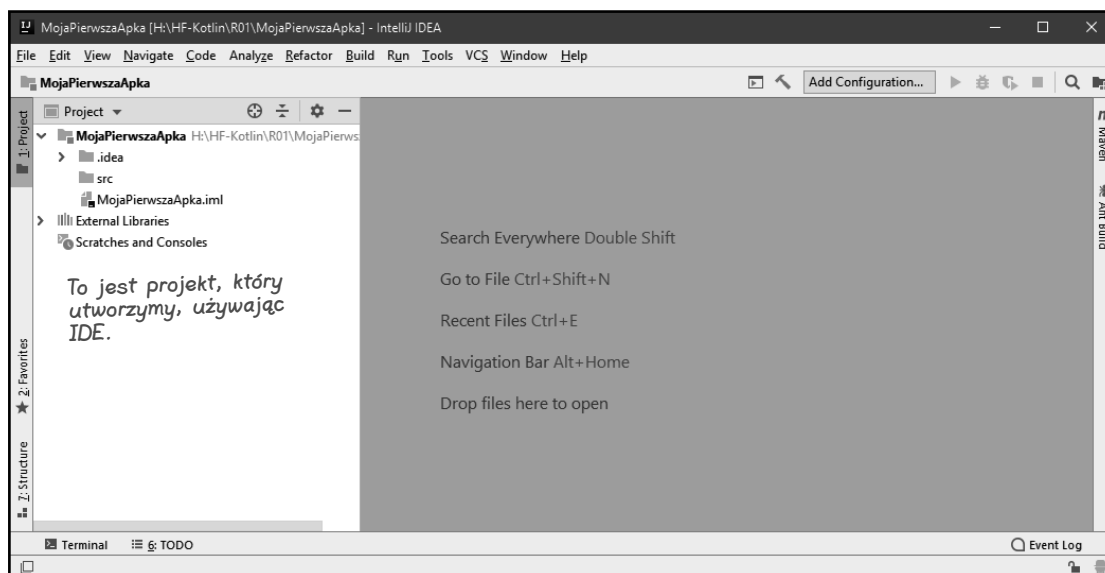 MojaPierwszaApka [H:\HF-Kotlin\R01\MojaPierwszaApka] - IntelliJ IDEA
File Edit View Navigate Code Analyze Refactor Build Run Tools VCS Window Help
MojaPierwszaApka
Add Configuration...
1: Project
Project
MojaPierwszaApka H:\HF-Kotlin\R01\MojaPierws
.idea
src
MojaPierwszaApka.iml
External Libraries
Scratches and Consoles
To jest projekt, który
utworzymy, używając
IDE.
Search Everywhere Double Shift
Go to File Ctrl+Shift+N
Recent Files Ctrl+E
Navigation Bar Alt+Home
Drop files here to open
Maven
Ant Build
2: Favorites
7: Structure
Terminal 6: TODO
Event Log